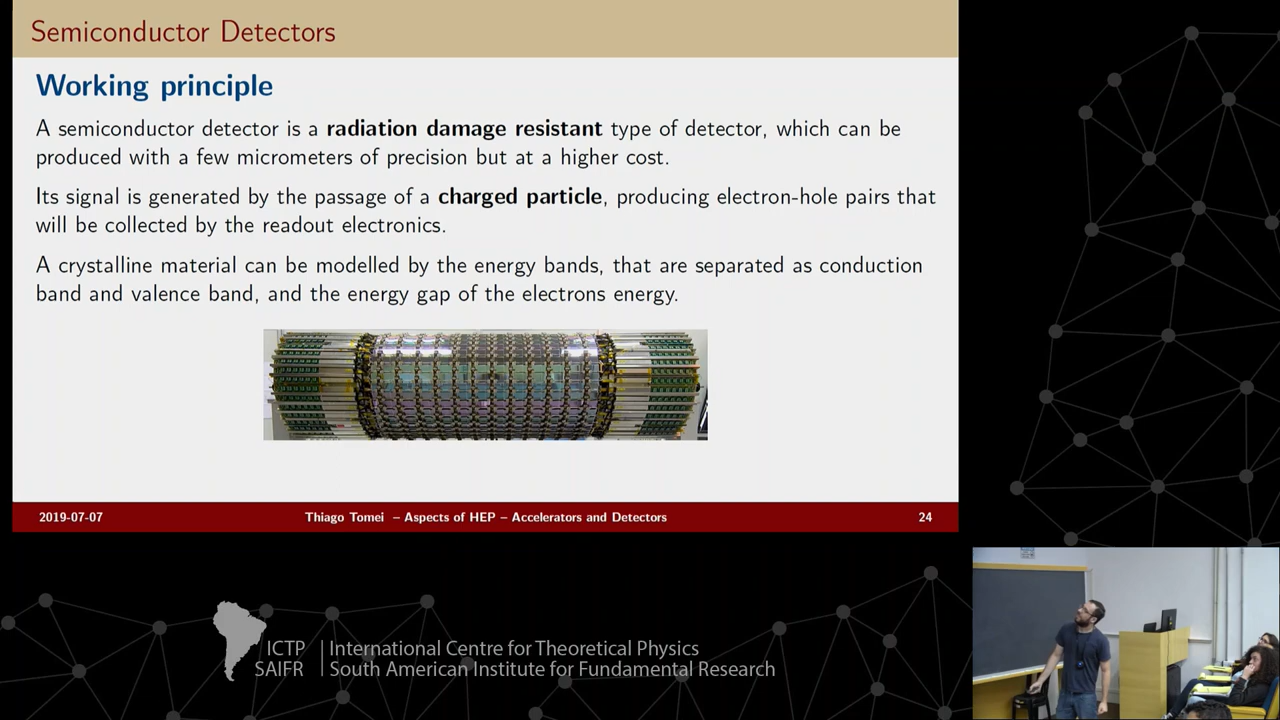 Semiconductor Detectors
Working principle
A semiconductor detector is a radiation damage resistant type of detector, which can be
produced with a few micrometers of precision but at a higher cost.
Its signal is generated by the passage of a charged particle, producing electron-hole pairs that
will be collected by the readout electronics.
A crystalline material can be modelled by the energy bands, that are separated as conduction
band and valence band, and the energy gap of the electrons energy.
2019-07-07
Thiago Tomei – Aspects of HEP – Accelerators and Detectors
24
ICTP
SAIFR
International Centre for Theoretical Physics
South American Institute for Fundamental Research